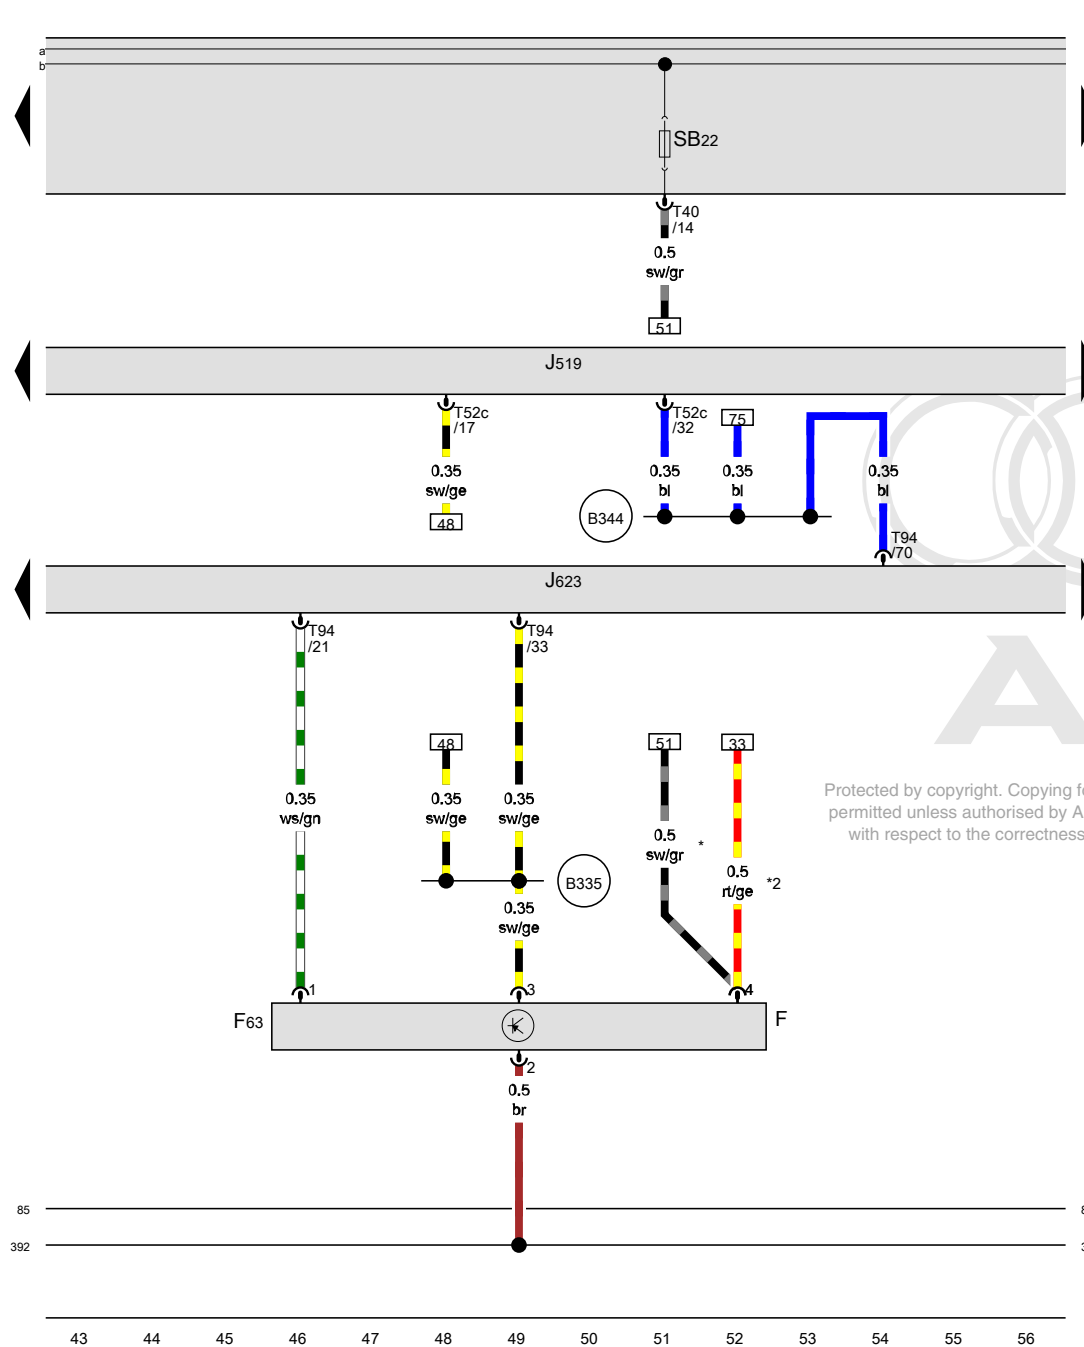 a
b
SB22
T40
/14
0.5
sw/gr
51
J519
T52c
/17
T52c
/32
75
0.35
sw/ge
0.35
bl
0.35
bl
0.35
bl
48
B344
T94
/70
J623
T94
/21
T94
/33
48
51
33
Protected by copyright. Copying f
permitted unless authorised by A
with respect to the correctness
0.35
ws/gn
0.35
sw/ge
0.35
sw/ge
0.5
sw/gr
*
0.5
rt/ge
*2
B335
0.35
sw/ge
1
3
4
F63
F
2
0.5
br
85
8
392
3
43 44 45 46 47 48 49 50 51 52 53 54 55 56